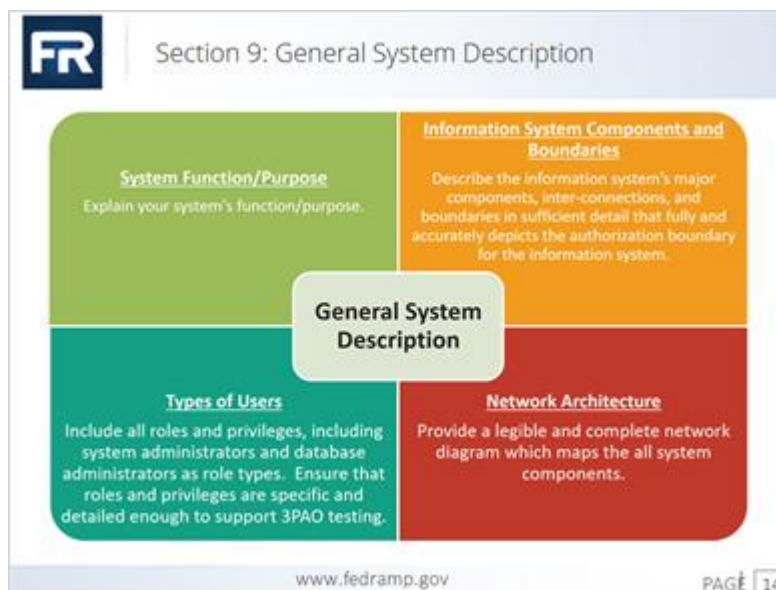 FR
Section 9: General System Description
System Function/Purpose
Explain your system's function/purpose.
Information System Components and
Boundaries
Describe the information system's major
components, inter-connections, and
boundaries in sufficient detail that fully and
accurately depicts the authorization boundary
for the information system.
General System
Description
Types of Users
Include all roles and privileges, including
system administrators and database
administrators as role types. Ensure that
roles and privileges are specific and
detailed enough to support 3PAO testing.
Network Architecture
Provide a legible and complete network
diagram which maps the all system
components.
www.fedramp.gov
PAGE 14